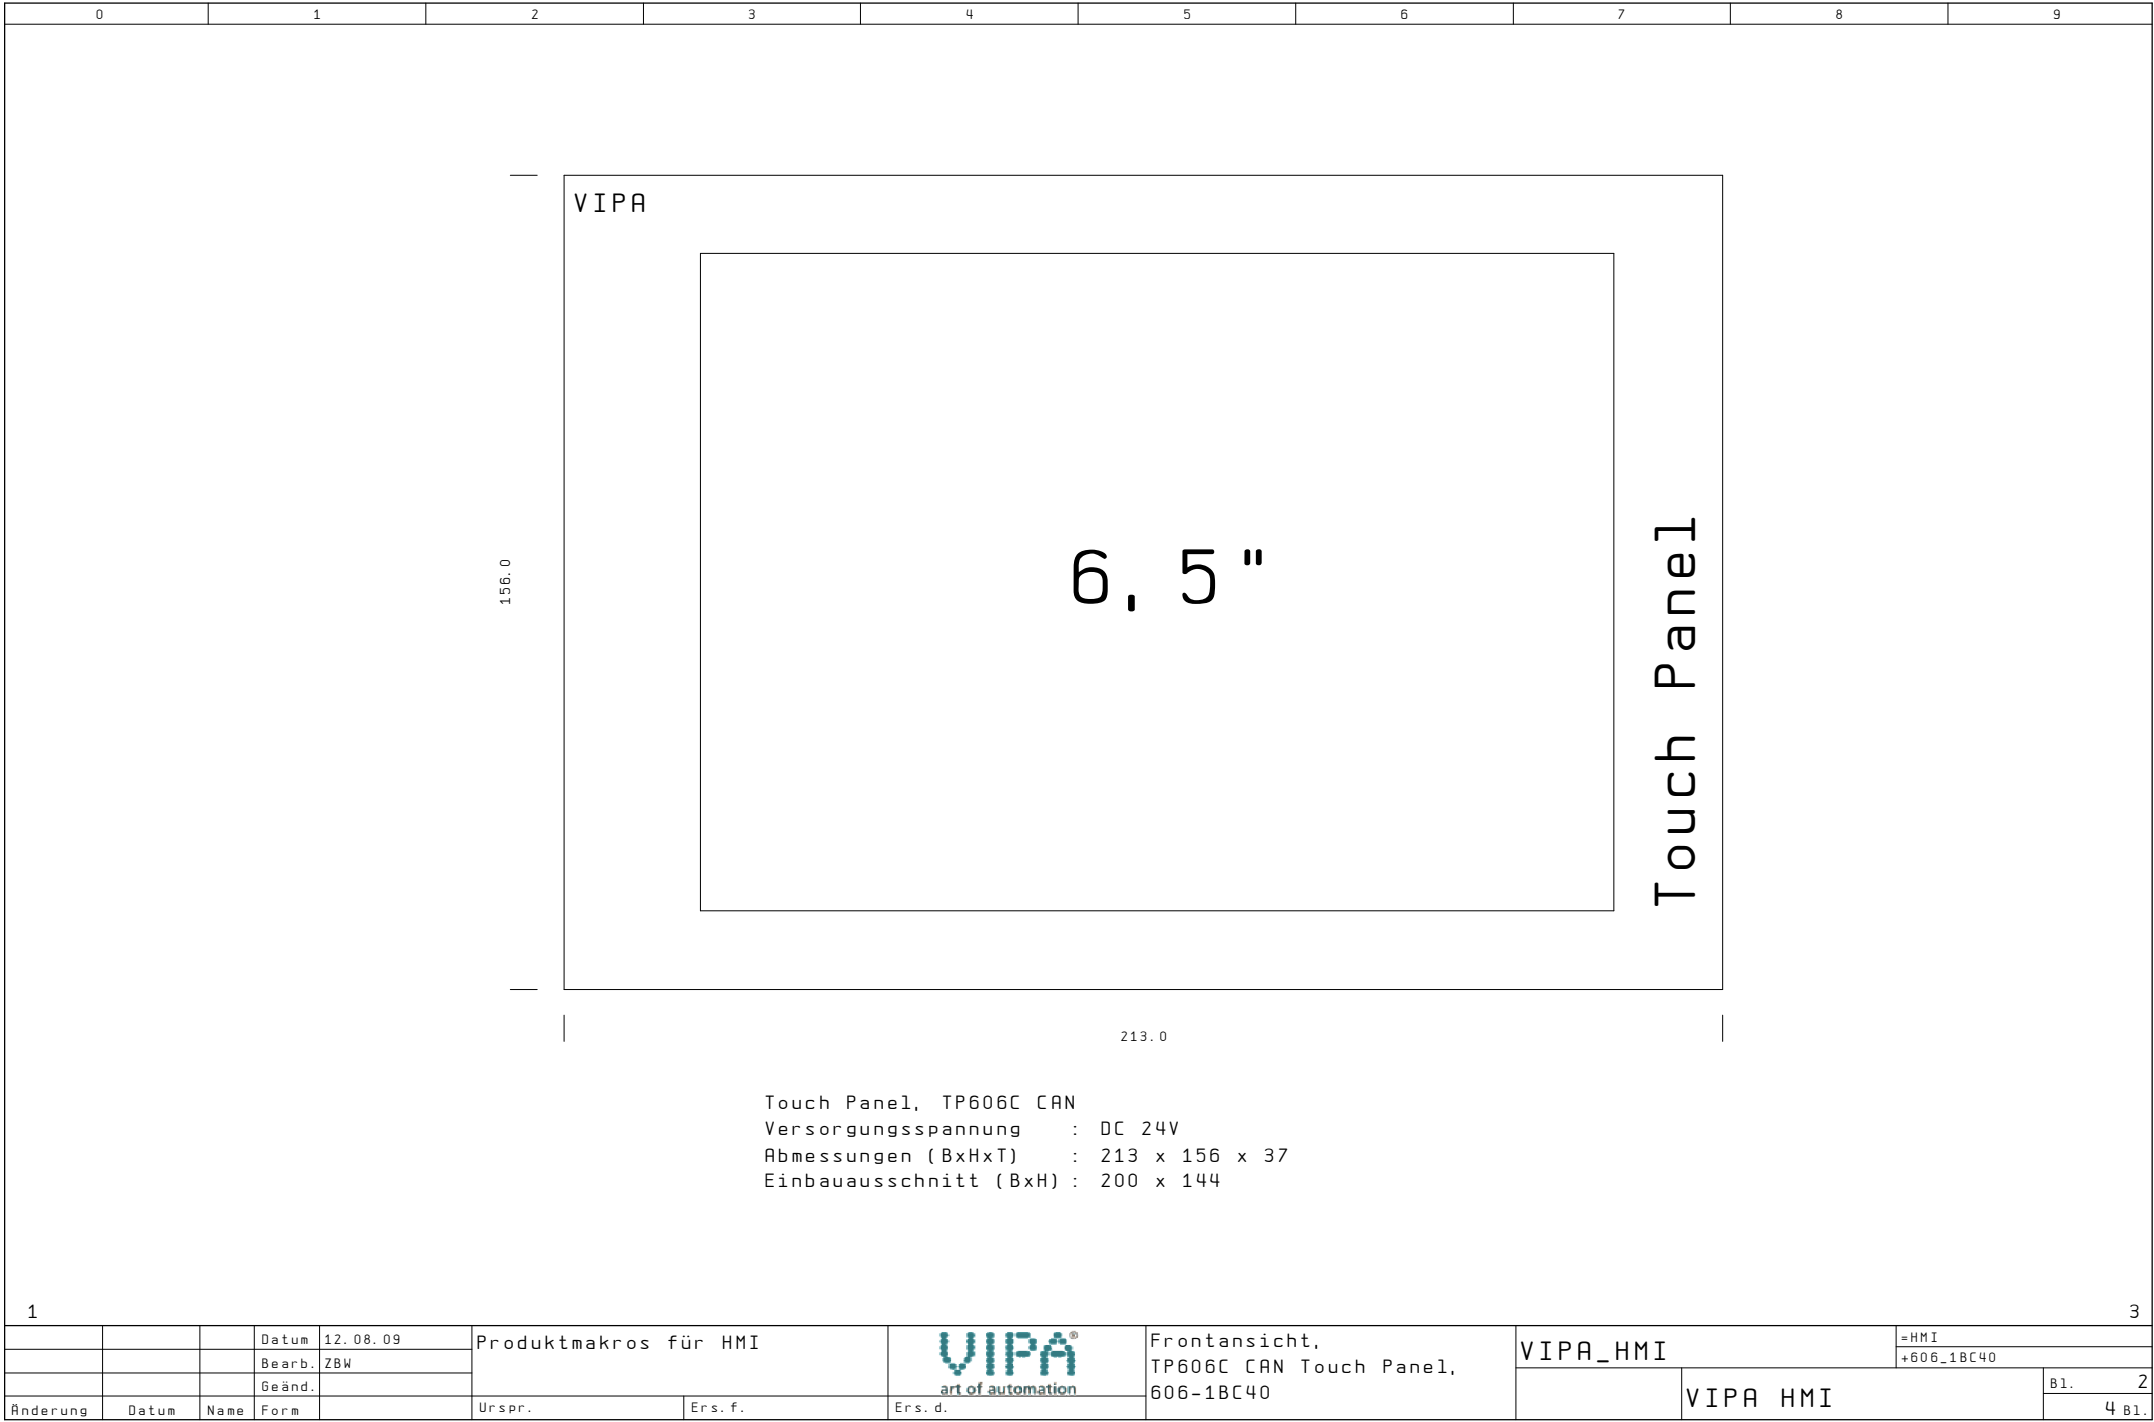 0 1 2 3 4 5 6 7 8 9
VIPA
6,5"
Touch Panel
156.0
213.0
Touch Panel, TP606C CAN
Versorgungsspannung : DC 24V
Abmessungen (BxHxT) : 213 x 156 x 37
Einbauausschnitt (BxH) : 200 x 144
1
3
Datum 12.08.09
Bearb. ZBW
Geänd.
Änderung Datum Name Form
Produktmakros für HMI
Urspr. Ers.f. Ers.d.
VIPA®
art of automation
Frontansicht,
TP606C CAN Touch Panel,
606-1BC40
VIPA_HMI
=HMI
+606_1BC40
VIPA HMI
Bl. 2
4 Bl.